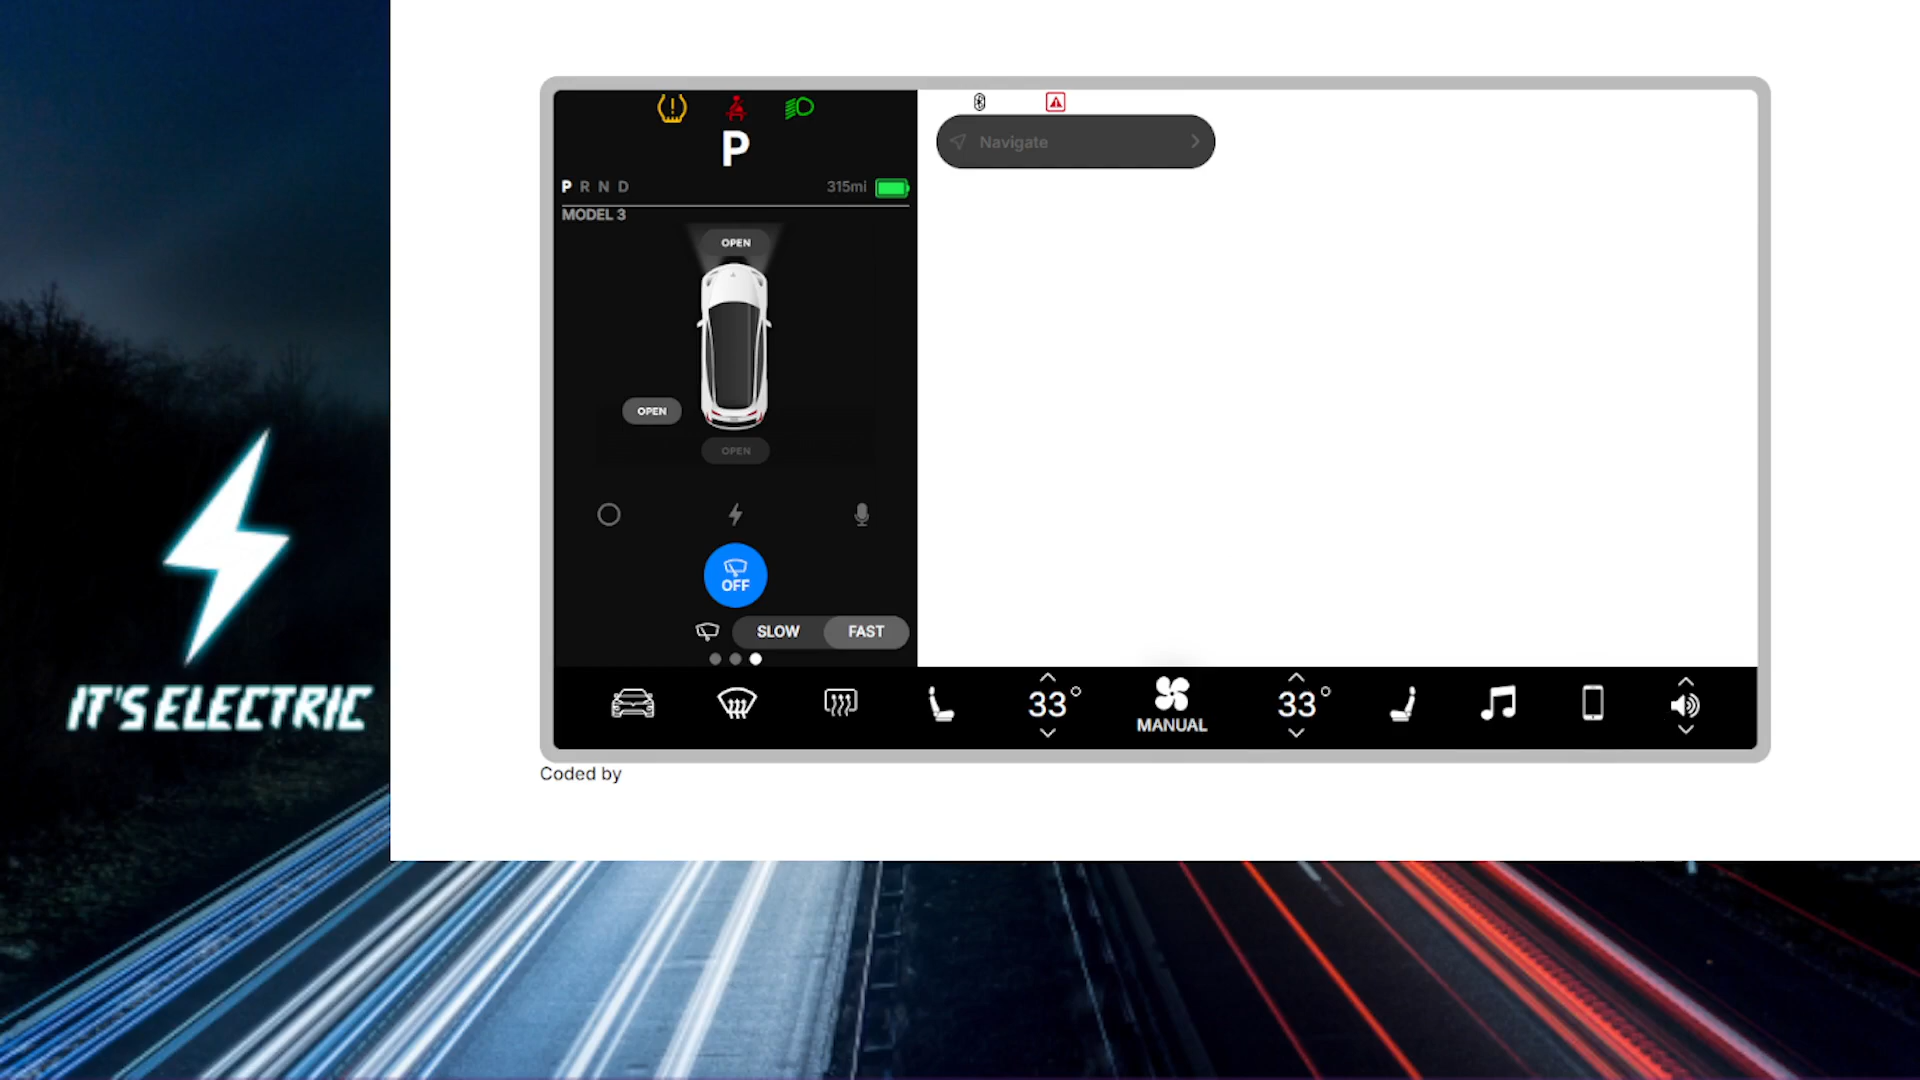 P
Navigate
P R N D
315mi
MODEL 3
OPEN
OPEN
OPEN
OFF
SLOW
FAST
33°
MANUAL
33°
IT'S ELECTRIC
Coded by